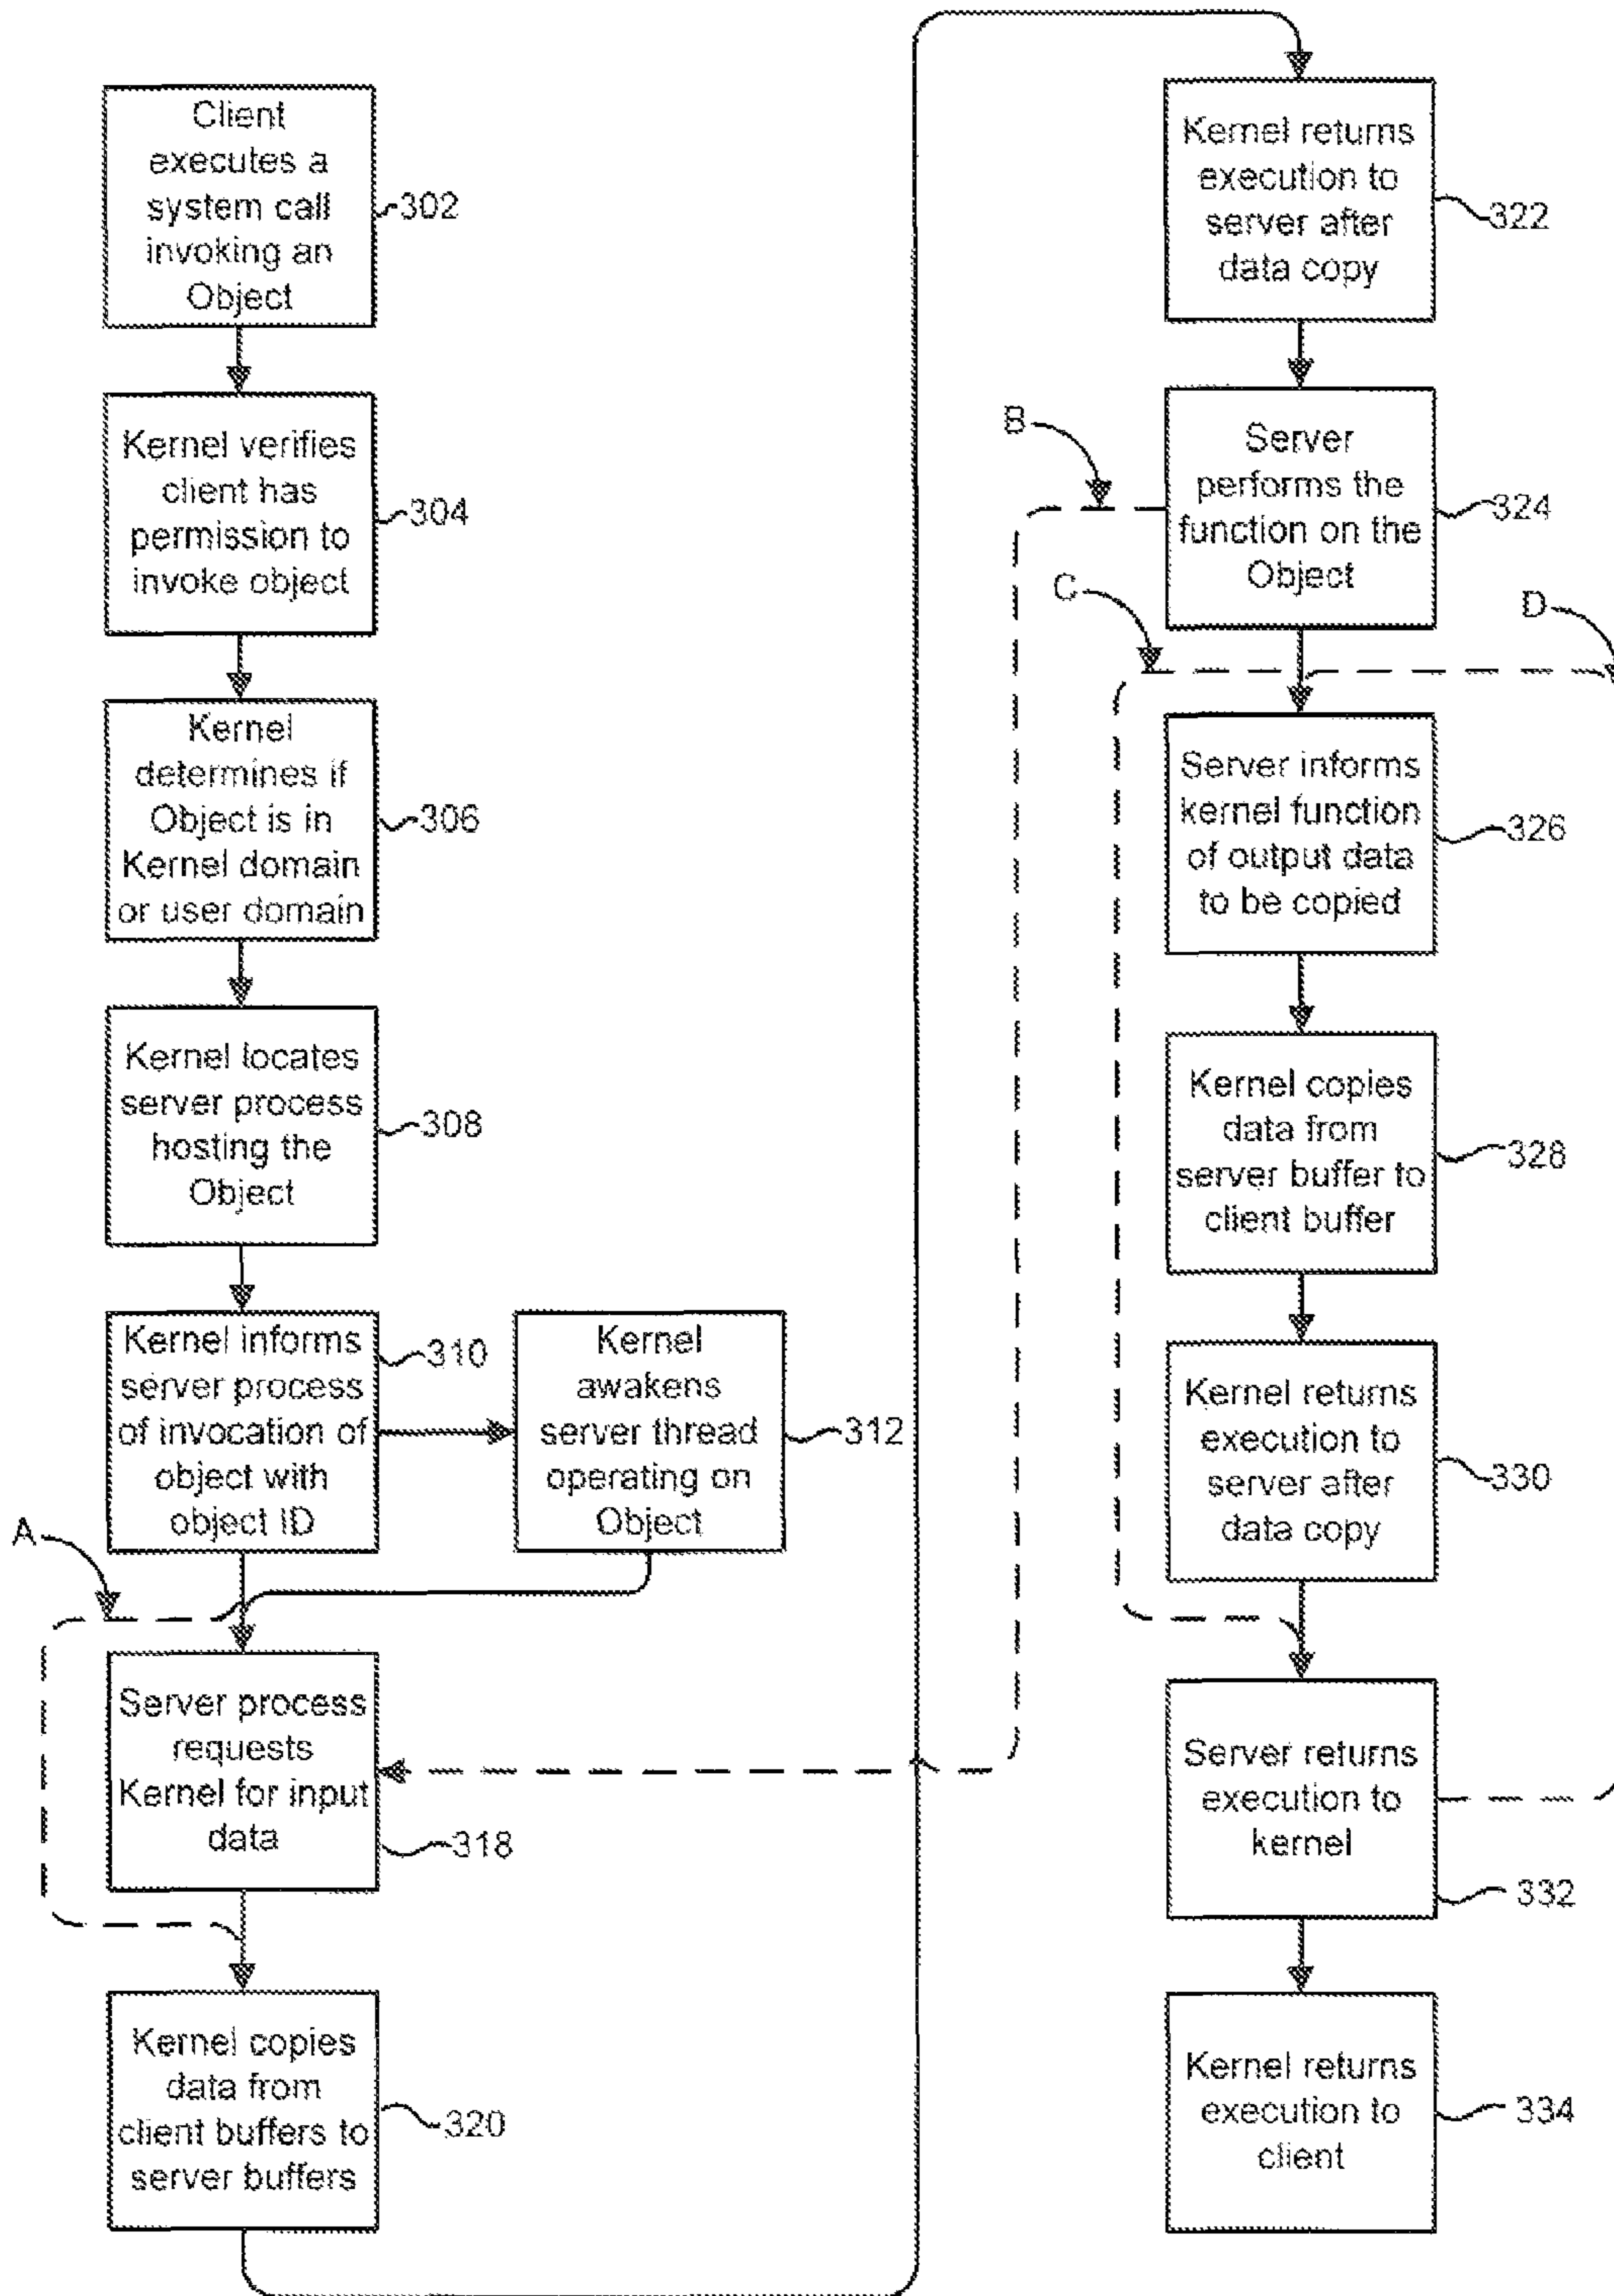 Client
executes a
system call
invoking an
Object
302
Kernel verifies
client has
permission to
invoke object
304
Kernel
determines if
Object is in
Kernel domain
or user domain
306
Kernel locates
server process
hosting the
Object
308
Kernel informs
server process
of invocation of
object with
object ID
310
Kernel
awakens
server thread
operating on
Object
312
A
Server process
requests
Kernel for input
data
318
Kernel copies
data from
client buffers to
server buffers
320
Kernel returns
execution to
server after
data copy
322
B
Server
performs the
function on the
Object
324
C
D
Server informs
kernel function
of output data
to be copied
326
Kernel copies
data from
server buffer to
client buffer
328
Kernel returns
execution to
server after
data copy
330
Server returns
execution to
kernel
332
Kernel returns
execution to
client
334